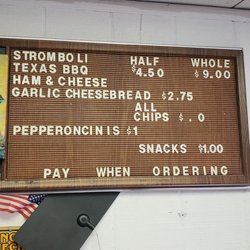 STROMBOLI HALF WHOLE
TEXAS BBQ $4.50 $9.00
HAM & CHEESE
GARLIC CHEESEBREAD $2.75
ALL
CHIPS $ .0
PEPPERONCINIS $1
SNACKS $1.00
PAY WHEN ORDERING